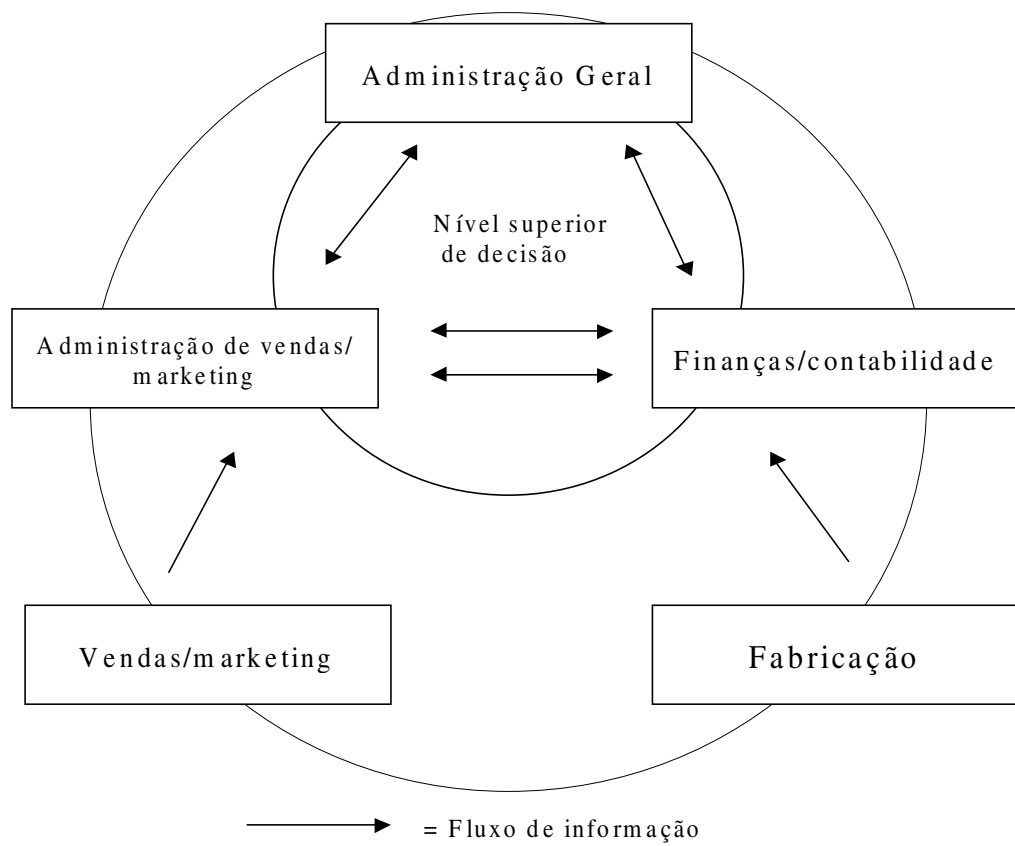 Administração Geral
Nível superior
de decisão
Administração de vendas/
marketing
Finanças/contabilidade
Vendas/marketing
Fabricação
= Fluxo de informação